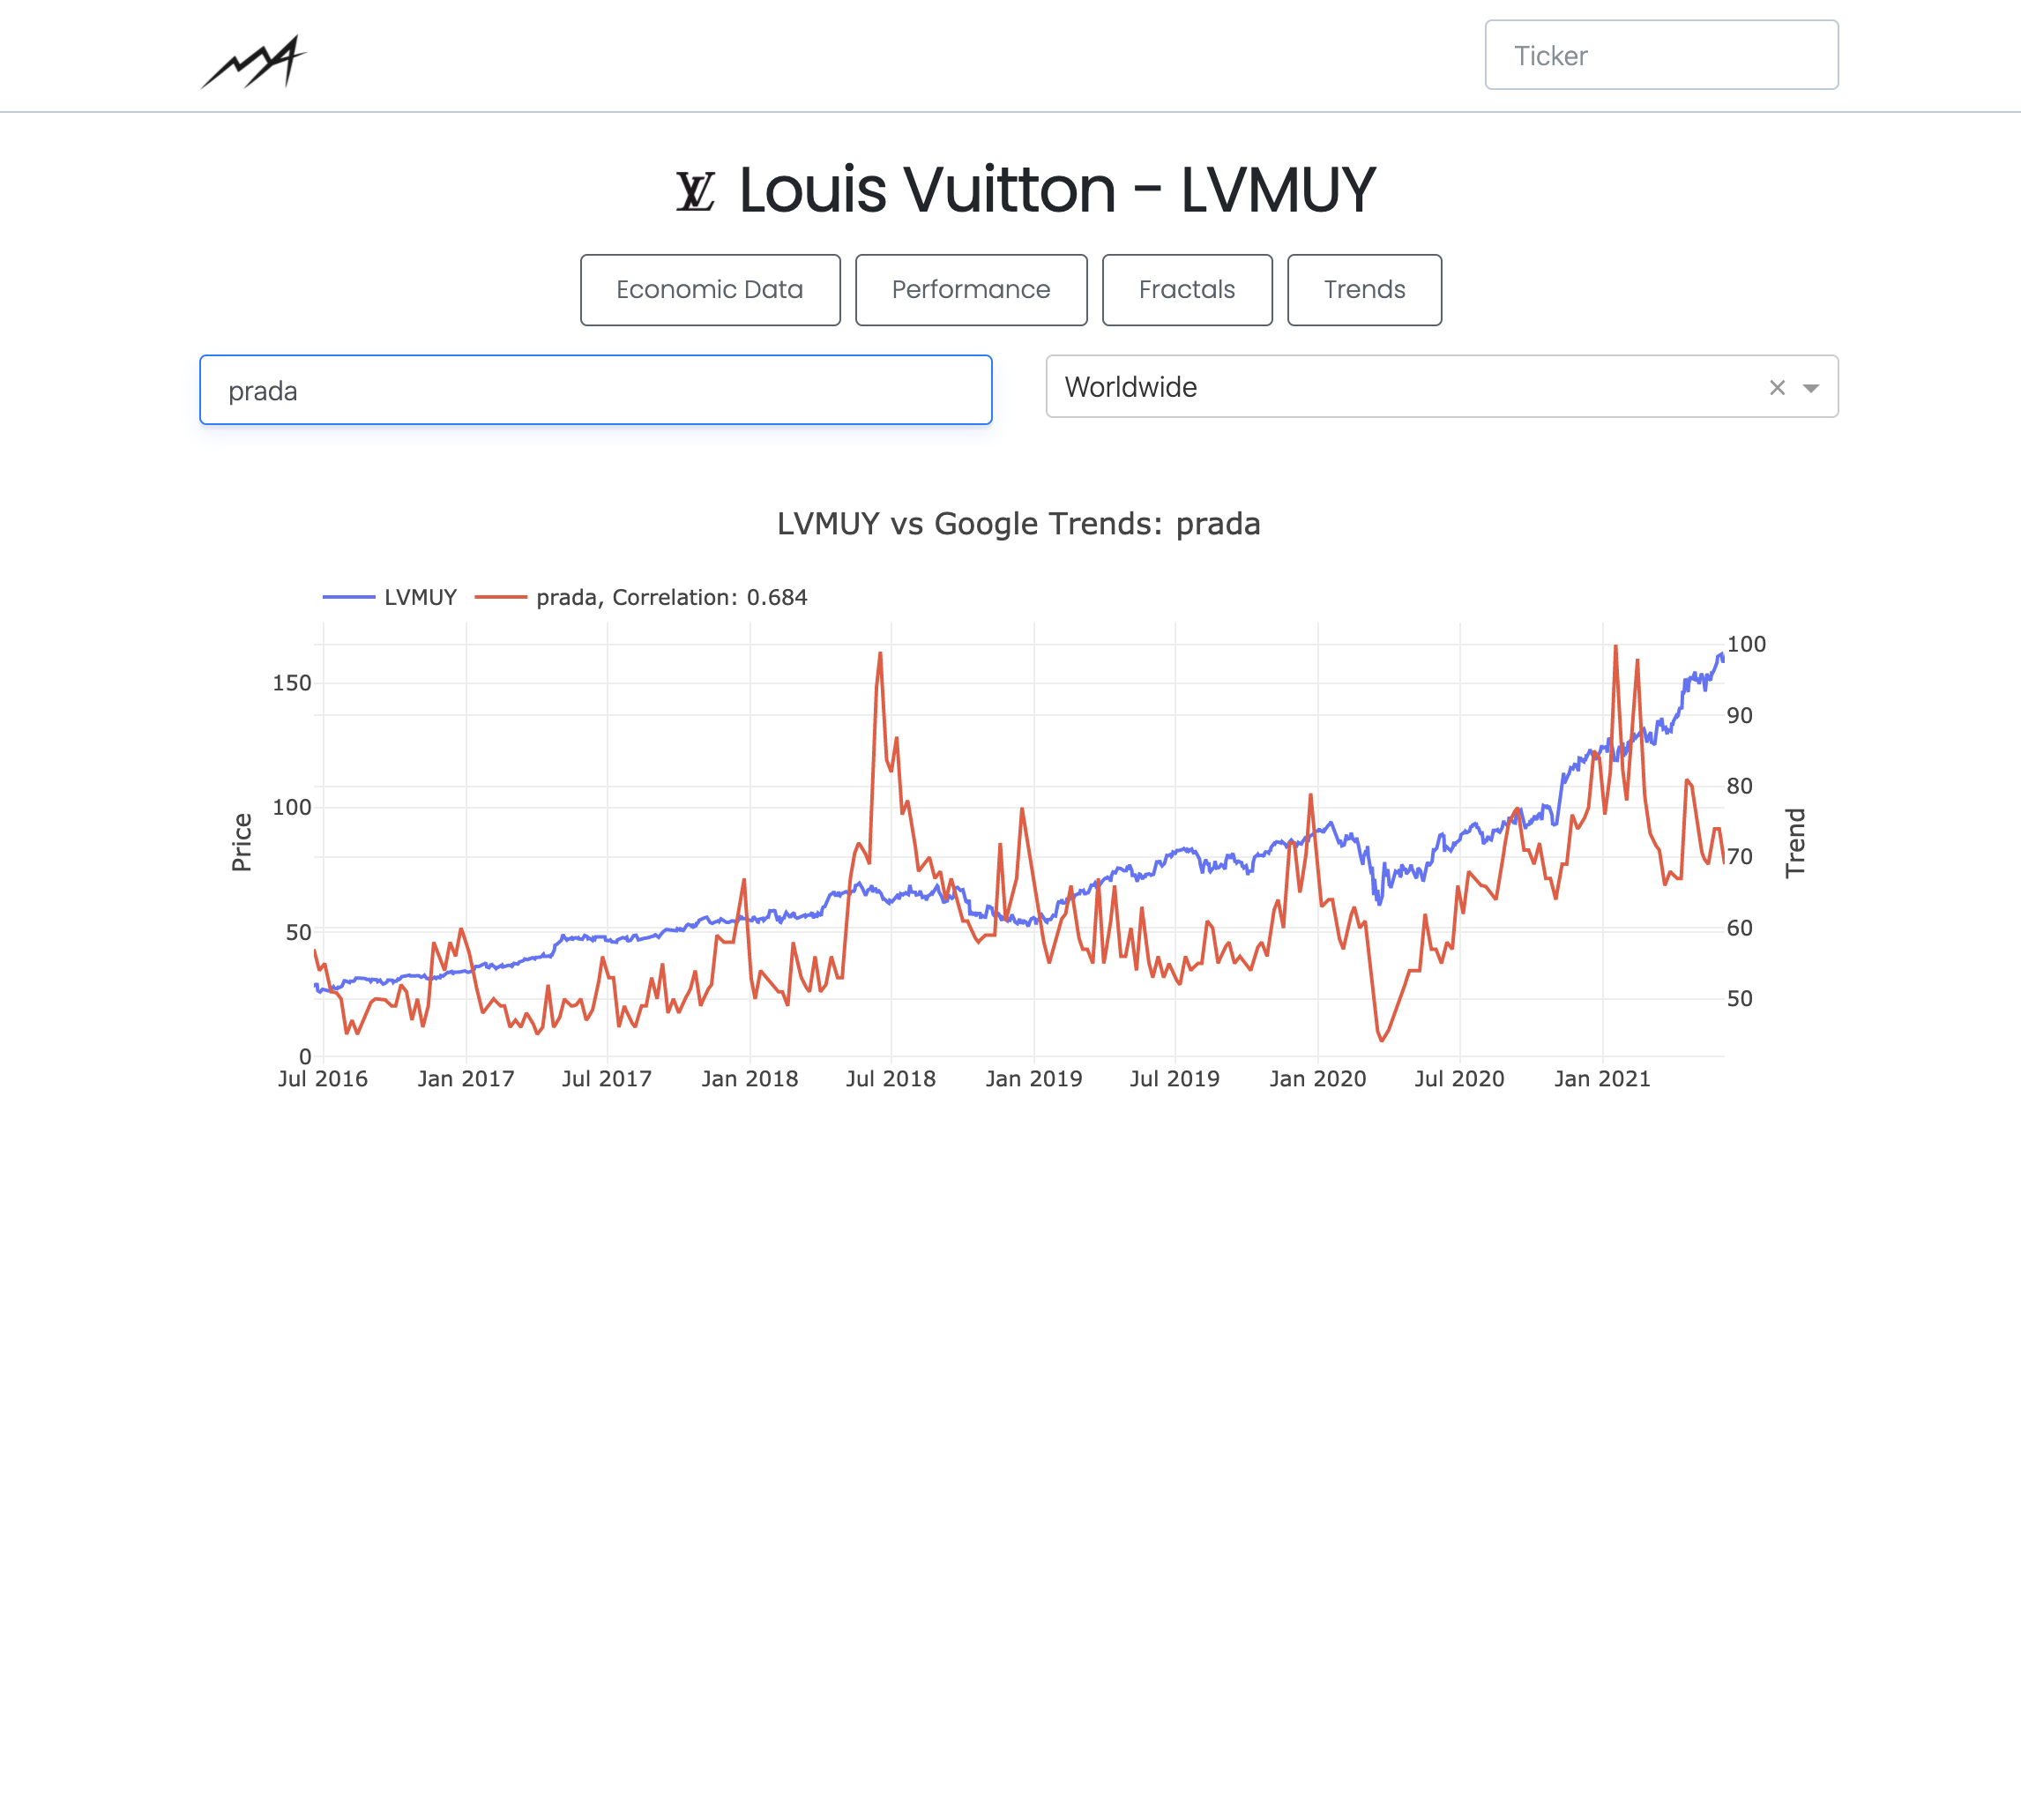 Ticker
Louis Vuitton - LVMUY
Economic Data Performance Fractals Trends
prada
Worldwide
LVMUY vs Google Trends: prada
LVMUY prada, Correlation: 0.684
Price
150
100
50
0
100
90
80
70
60
50
Trend
Jul 2016 Jan 2017 Jul 2017 Jan 2018 Jul 2018 Jan 2019 Jul 2019 Jan 2020 Jul 2020 Jan 2021